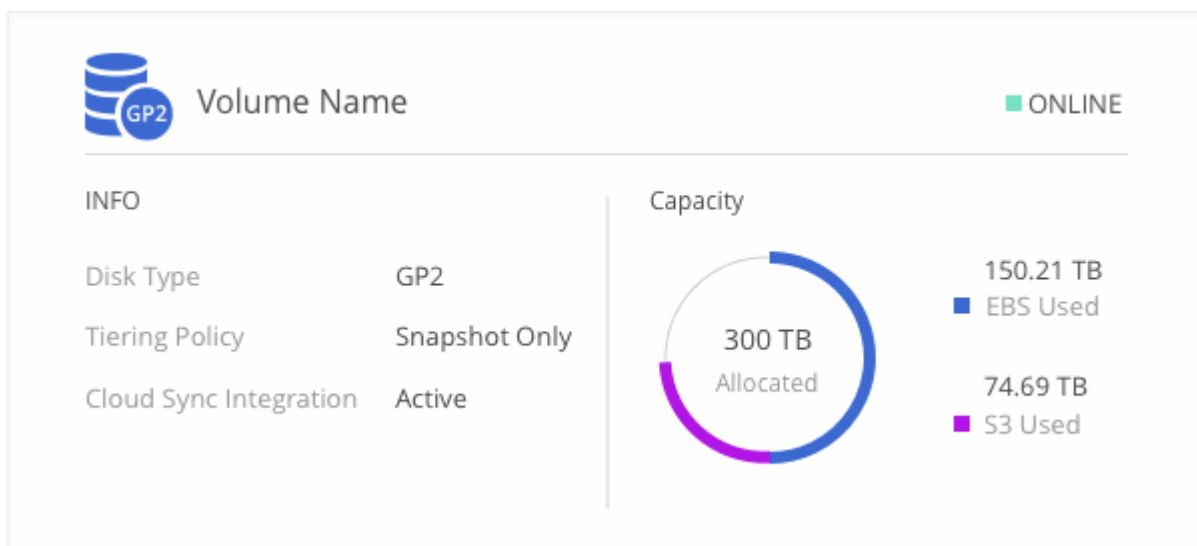 GP2
Volume Name
ONLINE
INFO
Disk Type GP2
Tiering Policy Snapshot Only
Cloud Sync Integration Active
Capacity
300 TB
Allocated
150.21 TB
EBS Used
74.69 TB
S3 Used